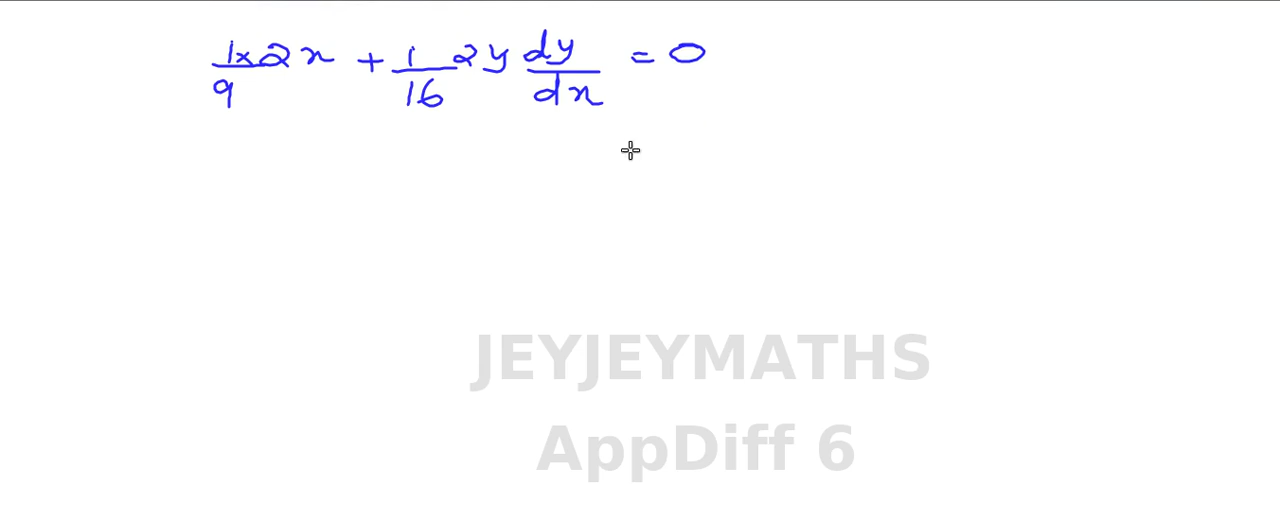 1/9 × 2x + 1/16 2y dy/dx = 0
JEYJEYMATHS
AppDiff 6